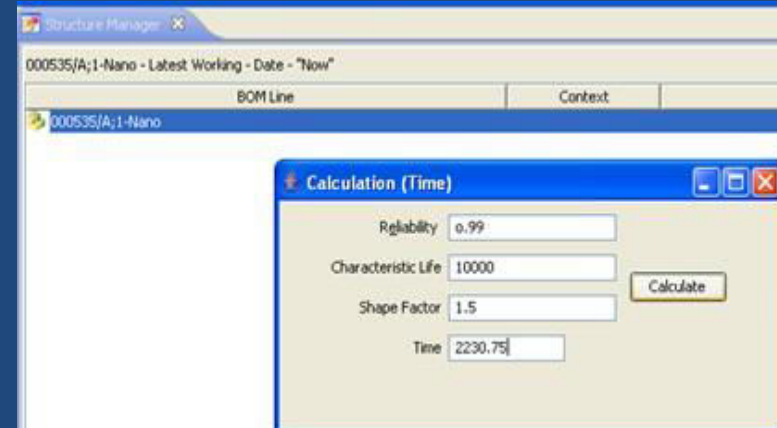 Structure Manager
000535/A;1-Nano - Latest Working - Date - "Now"
BOM Line Context
000535/A;1-Nano
Calculation (Time)
Reliability o.99
Characteristic Life 10000
Calculate
Shape Factor 1.5
Time 2230.75